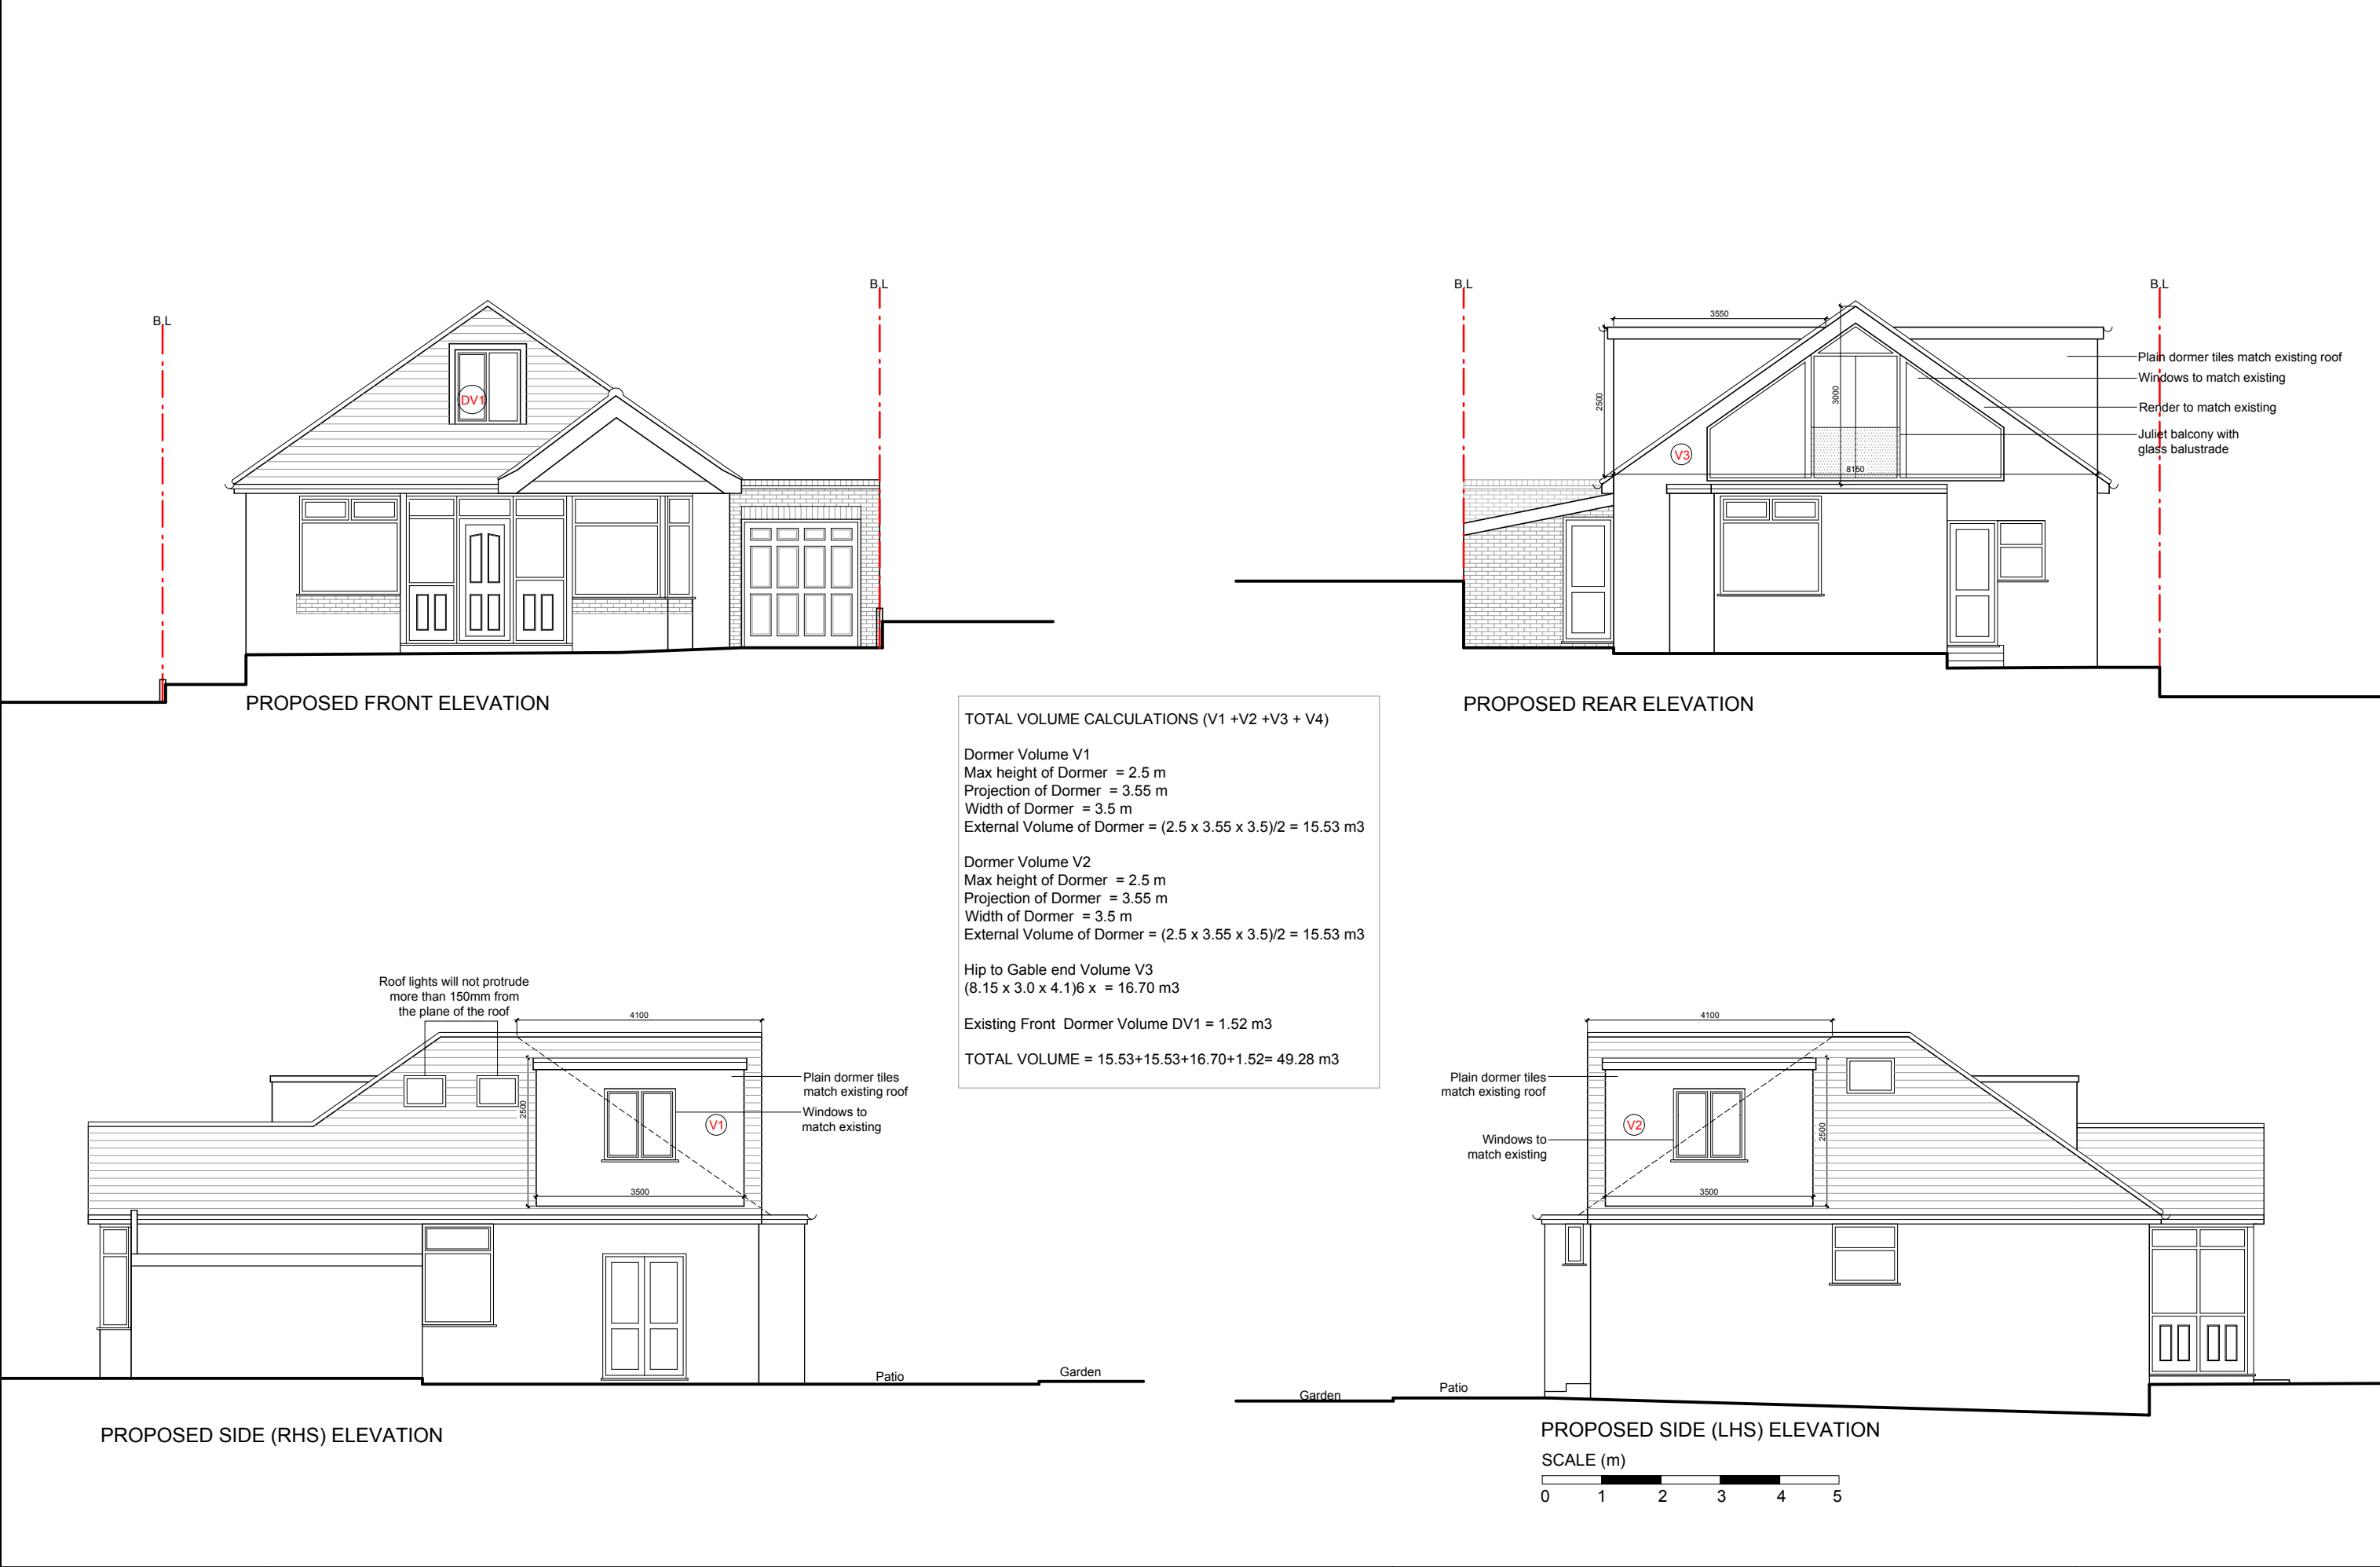 B.L
B.L
DV1
PROPOSED FRONT ELEVATION
B.L
B.L
3550
2500
3000
8150
V3
Plain dormer tiles match existing roof
Windows to match existing
Render to match existing
Juliet balcony with
glass balustrade
PROPOSED REAR ELEVATION
TOTAL VOLUME CALCULATIONS (V1 +V2 +V3 + V4)
Dormer Volume V1
Max height of Dormer = 2.5 m
Projection of Dormer = 3.55 m
Width of Dormer = 3.5 m
External Volume of Dormer = (2.5 x 3.55 x 3.5)/2 = 15.53 m3
Dormer Volume V2
Max height of Dormer = 2.5 m
Projection of Dormer = 3.55 m
Width of Dormer = 3.5 m
External Volume of Dormer = (2.5 x 3.55 x 3.5)/2 = 15.53 m3
Hip to Gable end Volume V3
(8.15 x 3.0 x 4.1)6 x = 16.70 m3
Existing Front Dormer Volume DV1 = 1.52 m3
TOTAL VOLUME = 15.53+15.53+16.70+1.52= 49.28 m3
Roof lights will not protrude
more than 150mm from
the plane of the roof
4100
2500
V1
3500
Plain dormer tiles
match existing roof
Windows to
match existing
Patio
Garden
PROPOSED SIDE (RHS) ELEVATION
4100
Plain dormer tiles
match existing roof
V2
2500
Windows to
match existing
3500
Garden
Patio
PROPOSED SIDE (LHS) ELEVATION
SCALE (m)
0 1 2 3 4 5